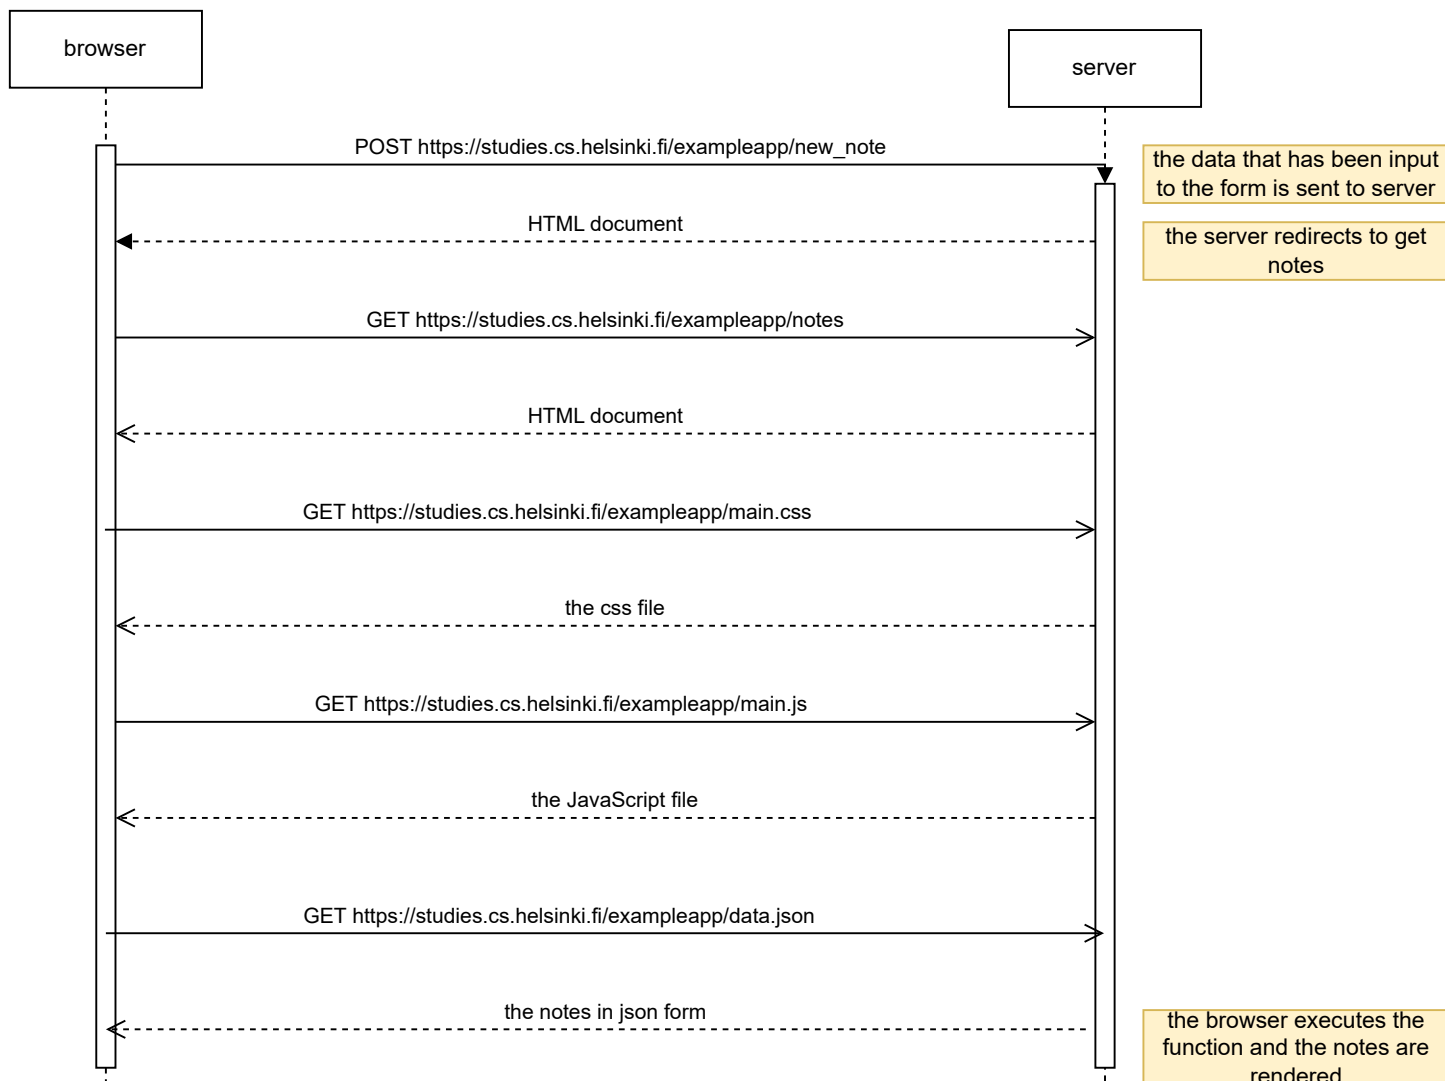 browser
server
POST https://studies.cs.helsinki.fi/exampleapp/new_note
the data that has been input
to the form is sent to server
HTML document
the server redirects to get
notes
GET https://studies.cs.helsinki.fi/exampleapp/notes
HTML document
GET https://studies.cs.helsinki.fi/exampleapp/main.css
the css file
GET https://studies.cs.helsinki.fi/exampleapp/main.js
the JavaScript file
GET https://studies.cs.helsinki.fi/exampleapp/data.json
the notes in json form
the browser executes the
function and the notes are
rendered